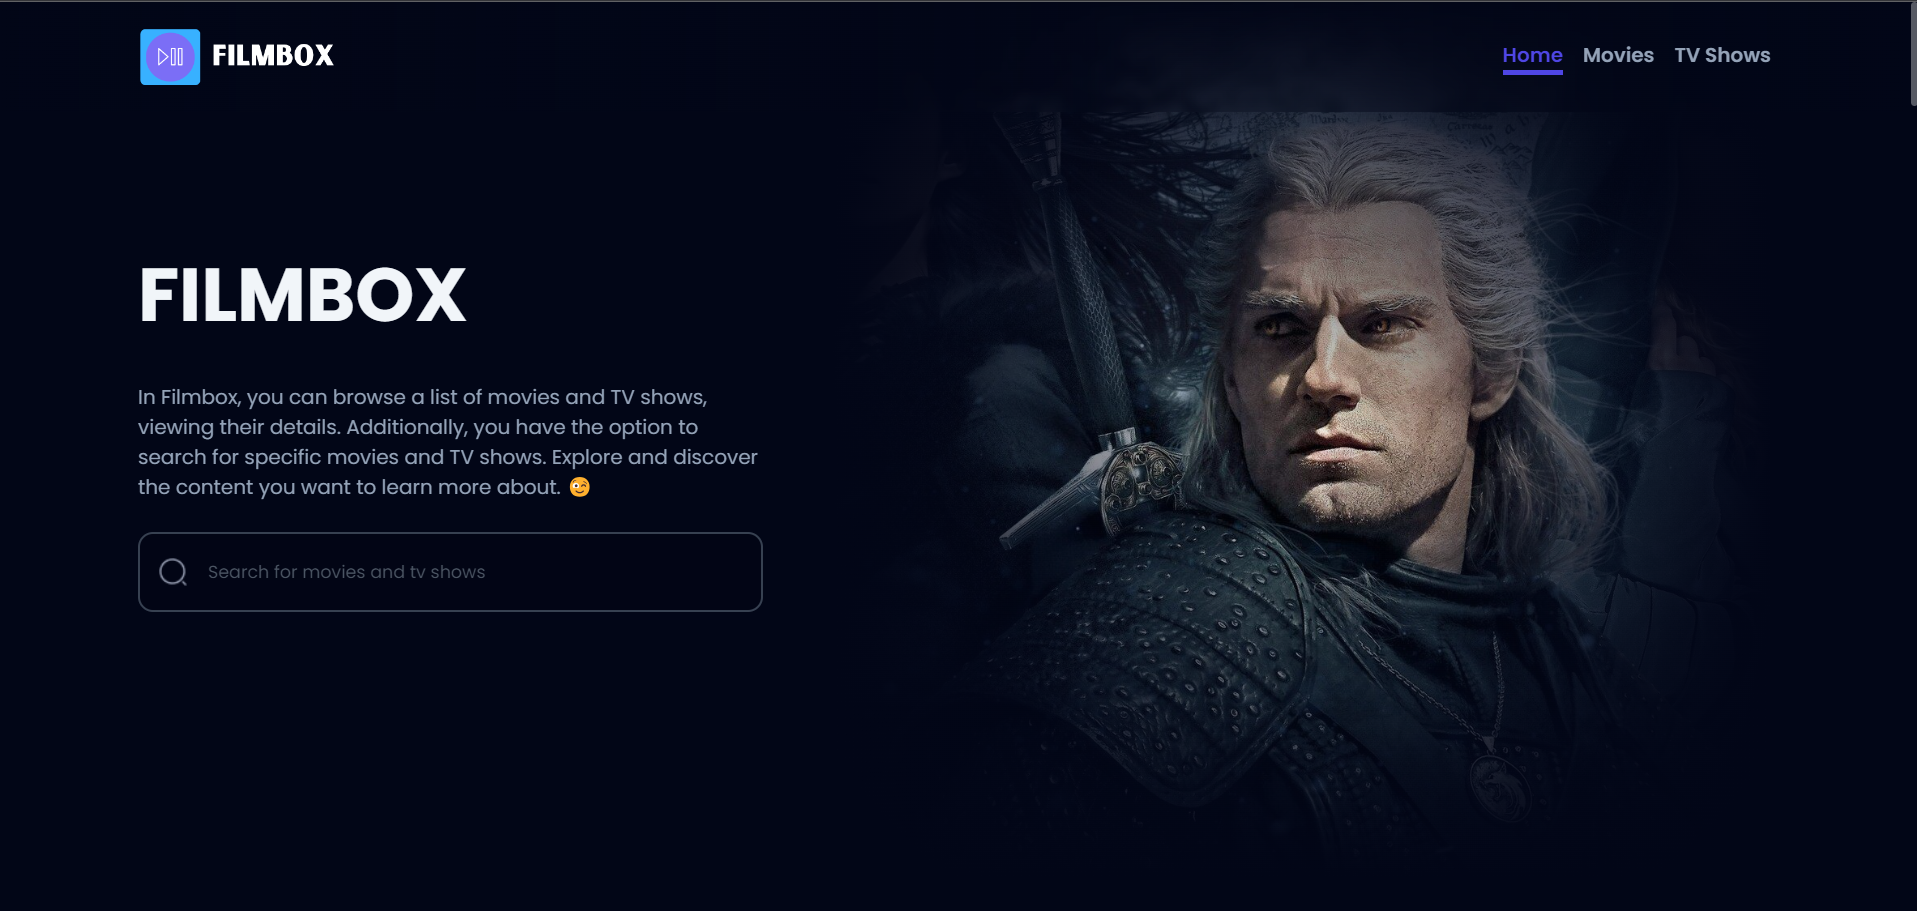 FILMBOX
Home Movies TV Shows
FILMBOX
In Filmbox, you can browse a list of movies and TV shows,
viewing their details. Additionally, you have the option to
search for specific movies and TV shows. Explore and discover
the content you want to learn more about. 😉
Search for movies and tv shows